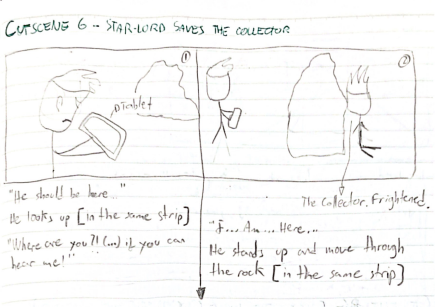 CUTSCENE 6 - STAR-LORD SAVES THE COLLECTOR
1
2
Tablet
"He should be here..."
He looks up [in the same strip]
"Where are you?! (...) if you can
hear me!"
The Collector. Frightened.
"I... Am... Here...
He stands up and move through
the rock [in the same strip]